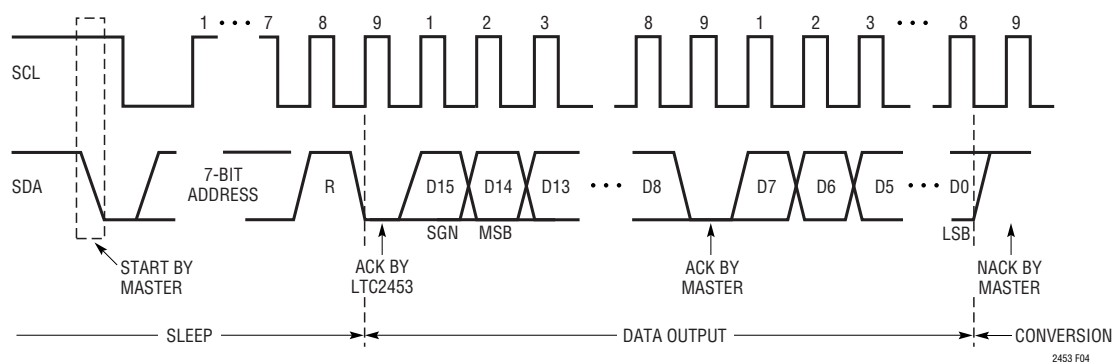 1 ••• 7 8 9 1 2 3 8 9 1 2 3 ••• 8 9
SCL
SDA
7-BIT
ADDRESS
R D15 D14 D13 ••• D8 D7 D6 D5 ••• D0
SGN MSB LSB
START BY
MASTER
ACK BY
LTC2453
ACK BY
MASTER
NACK BY
MASTER
SLEEP DATA OUTPUT CONVERSION
2453 F04